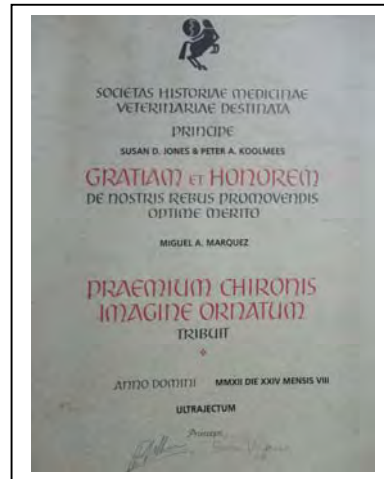 SOCIETAS HISTORIAE MEDICINAE
VETERINARIAE DESTINATA
PRINCIPE
SUSAN D. JONES & PETER A. KOOLMEES
GRATIAM ET HONOREM
DE NOSTRIS REBUS PROMOVENDIS
OPTIME MERITO
MIGUEL A. MARQUEZ
PRAEMIUM CHIRONIS
IMAGINE ORNATUM
TRIBUIT
ANNO DOMINI MMXII DIE XXIV MENSIS VIII
ULTRAJECTUM